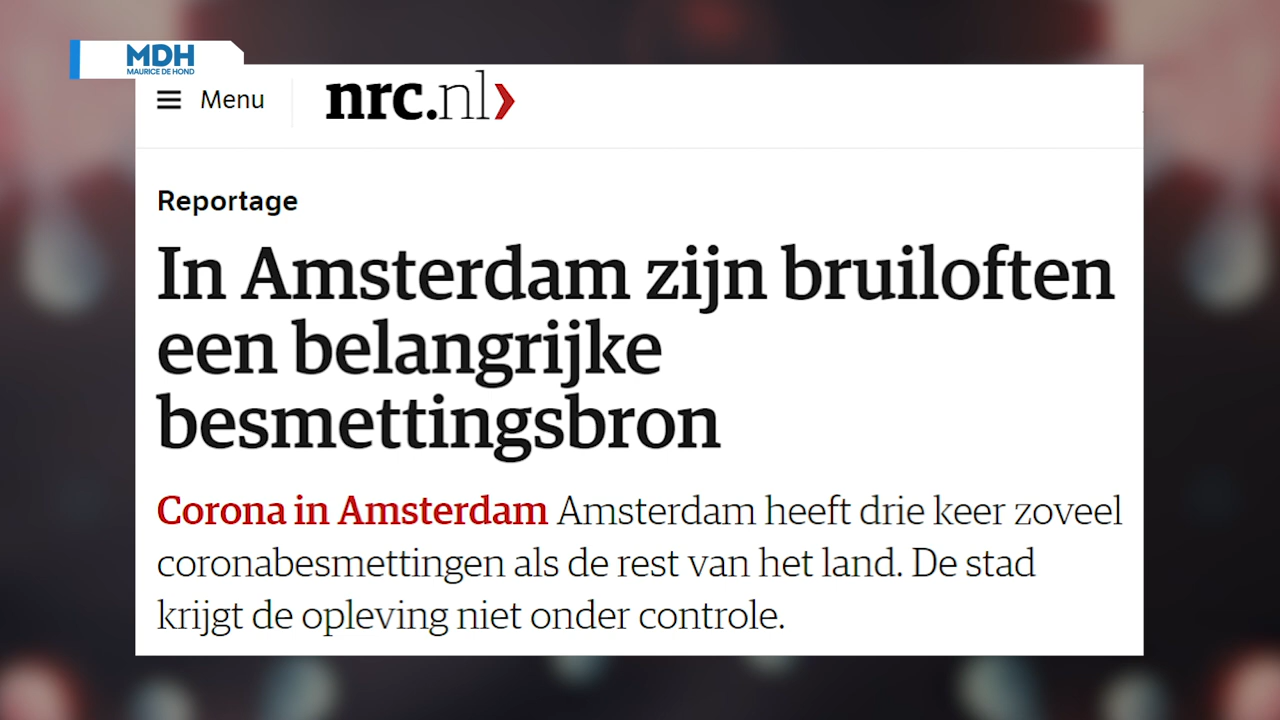 MDH
MAURICE DE HOND
Menu
nrc.nl
Reportage
In Amsterdam zijn bruiloften
een belangrijke
besmettingsbron
Corona in Amsterdam Amsterdam heeft drie keer zoveel
coronabesmettingen als de rest van het land. De stad
krijgt de opleving niet onder controle.